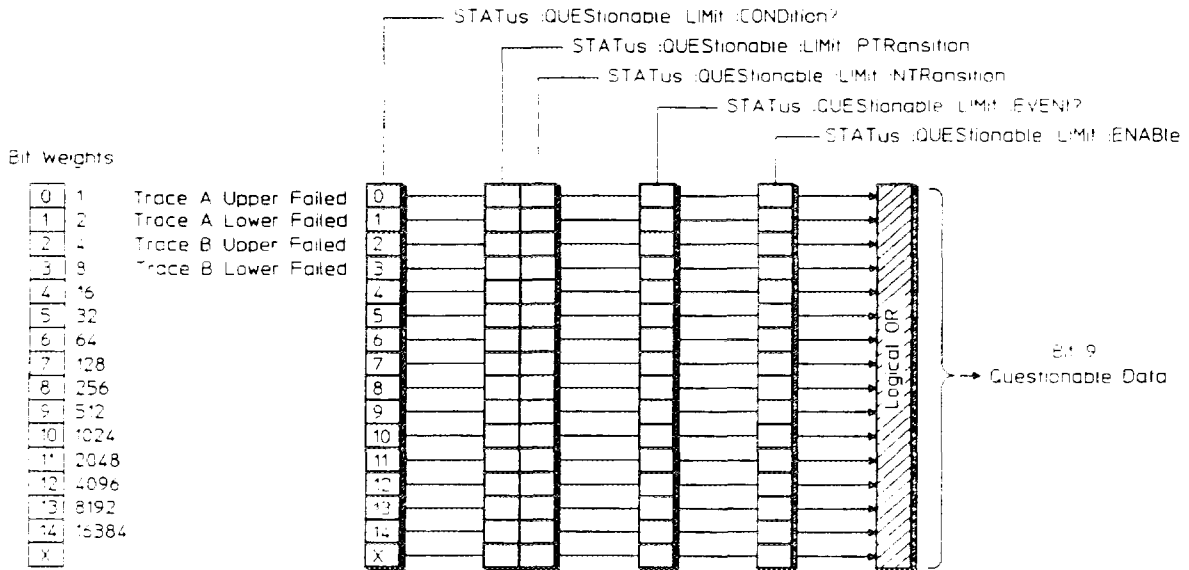 STATus :QUEStionable LIMit :CONDition?
STATus :QUEStionable :LIMit PTRansition
STATus :QUEStionable :LIMit :NTRansition
STATus :QUEStionable LIMit :EVENt?
STATus :QUEStionable LIMit :ENABle
Bit Weights
0 1 Trace A Upper Failed 0
1 2 Trace A Lower Failed 1
2 4 Trace B Upper Failed 2
3 8 Trace B Lower Failed 3
4 16 4
5 32 5
6 64 6
7 128 7
8 256 8
9 512 9
10 1024 10
11 2048 11
12 4096 12
13 8192 13
14 16384 14
X X
Logical OR
Bit 9
Questionable Data